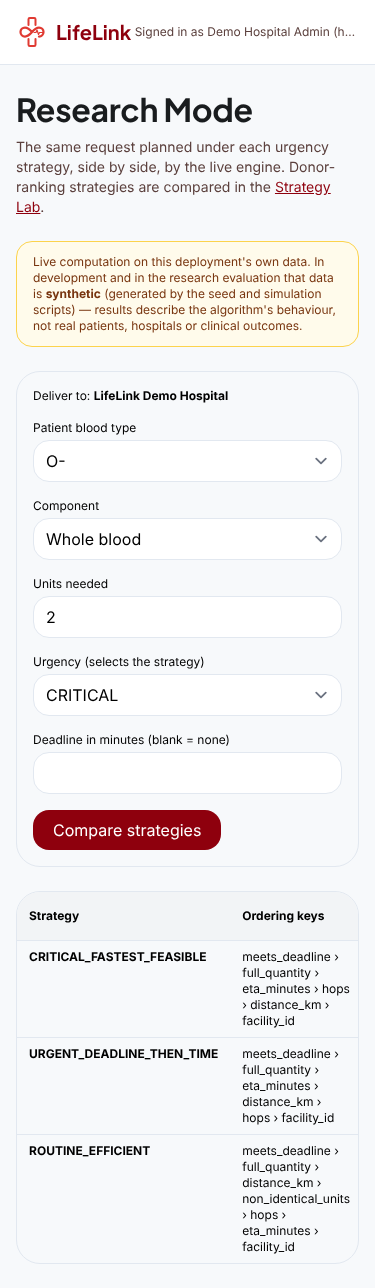 LifeLink Signed in as Demo Hospital Admin (h...
Research Mode
The same request planned under each urgency
strategy, side by side, by the live engine. Donor-
ranking strategies are compared in the Strategy
Lab.
Live computation on this deployment's own data. In
development and in the research evaluation that data
is synthetic (generated by the seed and simulation
scripts) — results describe the algorithm's behaviour,
not real patients, hospitals or clinical outcomes.
Deliver to: LifeLink Demo Hospital
Patient blood type
O-
Component
Whole blood
Units needed
2
Urgency (selects the strategy)
CRITICAL
Deadline in minutes (blank = none)
Compare strategies
Strategy Ordering keys
CRITICAL_FASTEST_FEASIBLE meets_deadline ›
full_quantity ›
eta_minutes › hops
› distance_km ›
facility_id
URGENT_DEADLINE_THEN_TIME meets_deadline ›
full_quantity ›
eta_minutes ›
distance_km ›
hops › facility_id
ROUTINE_EFFICIENT meets_deadline ›
full_quantity ›
distance_km ›
non_identical_units
› hops ›
eta_minutes ›
facility_id